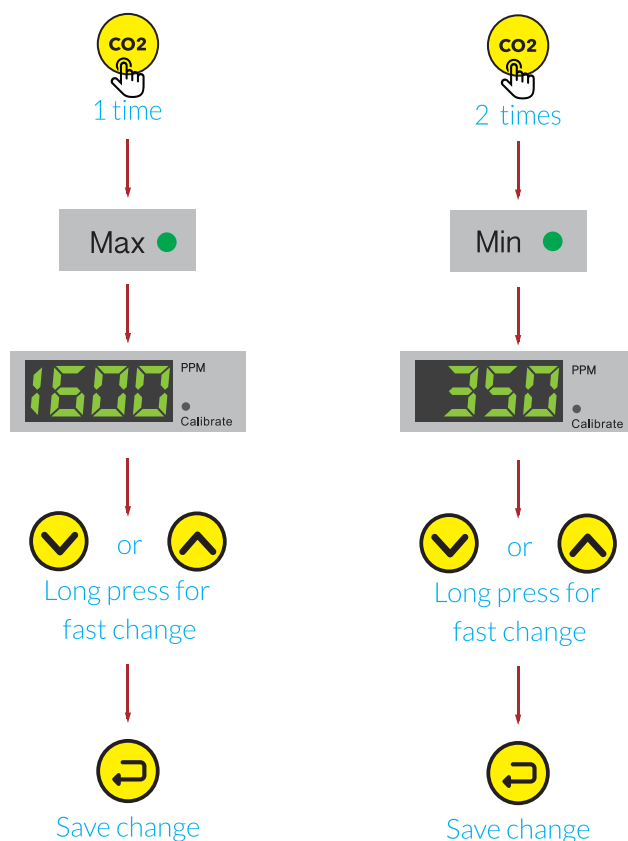 CO2
1 time
Max
1600
PPM
Calibrate
or
Long press for
fast change
Save change
CO2
2 times
Min
350
PPM
Calibrate
or
Long press for
fast change
Save change